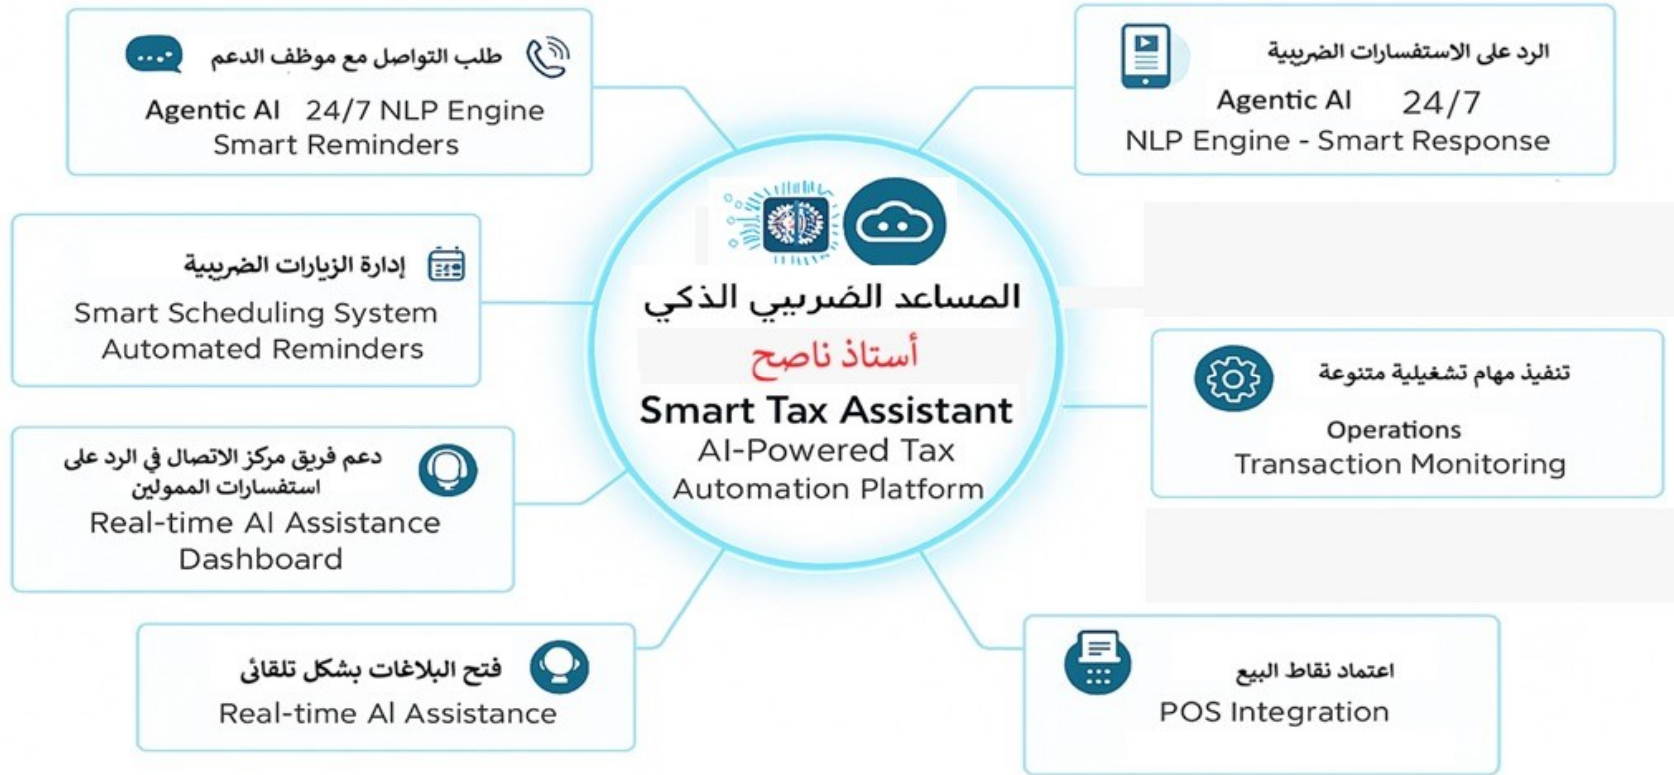 طلب التواصل مع موظف الدعم
Agentic AI 24/7 NLP Engine
Smart Reminders
الرد على الاستفسارات الضريبية
Agentic AI 24/7
NLP Engine - Smart Response
إدارة الزيارات الضريبية
Smart Scheduling System
Automated Reminders
المساعد الضريبي الذكي
أستاذ ناصح
Smart Tax Assistant
AI-Powered Tax
Automation Platform
تنفيذ مهام تشغيلية متنوعة
Operations
Transaction Monitoring
دعم فريق مركز الاتصال في الرد على
استفسارات الممولين
Real-time AI Assistance
Dashboard
فتح البلاغات بشكل تلقائى
Real-time AI Assistance
اعتماد نقاط البيع
POS Integration